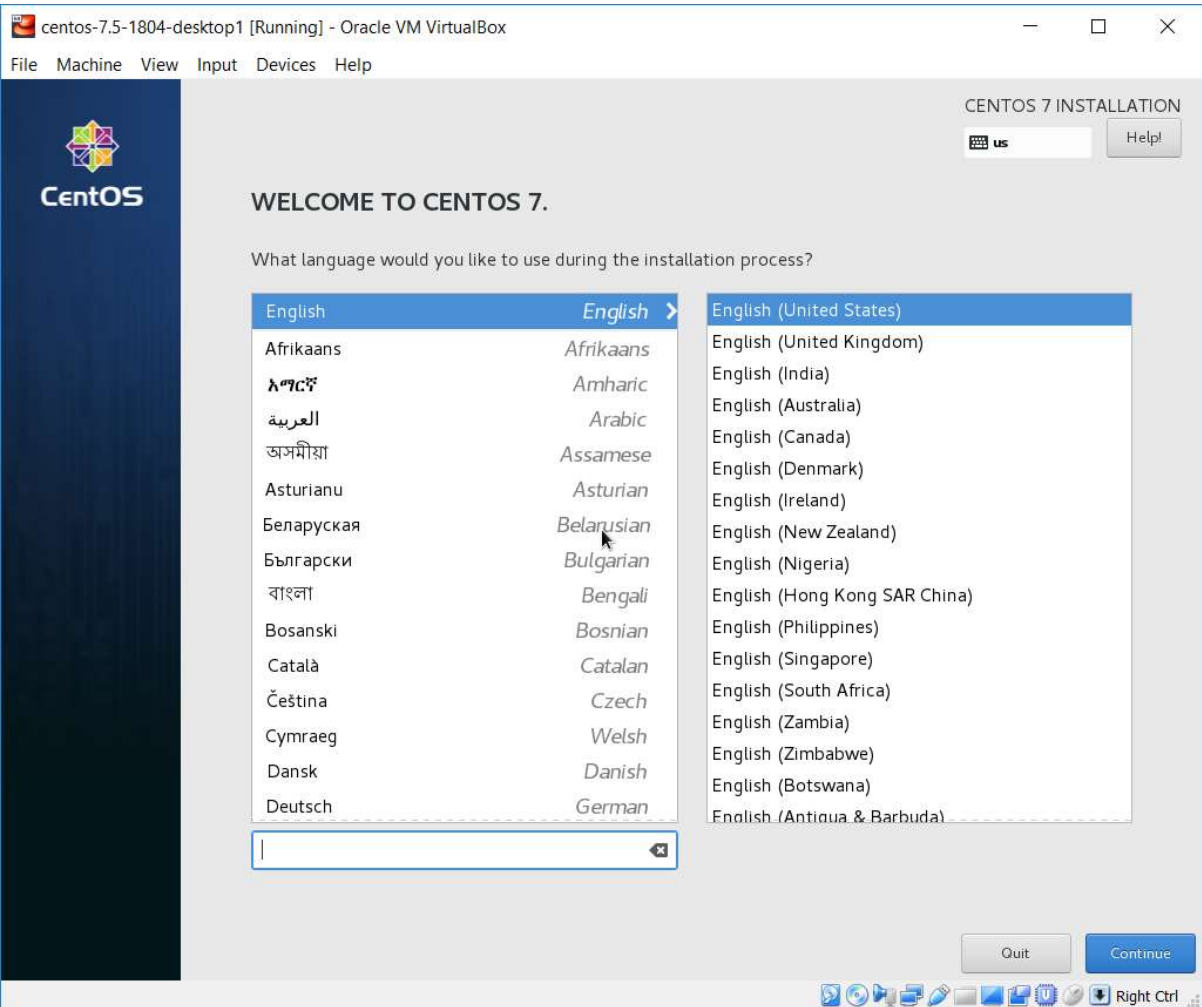 centos-7.5-1804-desktop1 [Running] - Oracle VM VirtualBox
File Machine View Input Devices Help
CentOS
CENTOS 7 INSTALLATION
us
Help!
WELCOME TO CENTOS 7.
What language would you like to use during the installation process?
English English
Afrikaans Afrikaans
አማርኛ Amharic
العربية Arabic
অসমীয়া Assamese
Asturianu Asturian
Беларуская Belarusian
Български Bulgarian
বাংলা Bengali
Bosanski Bosnian
Català Catalan
Čeština Czech
Cymraeg Welsh
Dansk Danish
Deutsch German
English (United States)
English (United Kingdom)
English (India)
English (Australia)
English (Canada)
English (Denmark)
English (Ireland)
English (New Zealand)
English (Nigeria)
English (Hong Kong SAR China)
English (Philippines)
English (Singapore)
English (South Africa)
English (Zambia)
English (Zimbabwe)
English (Botswana)
English (Antigua & Barbuda)
Quit
Continue
Right Ctrl